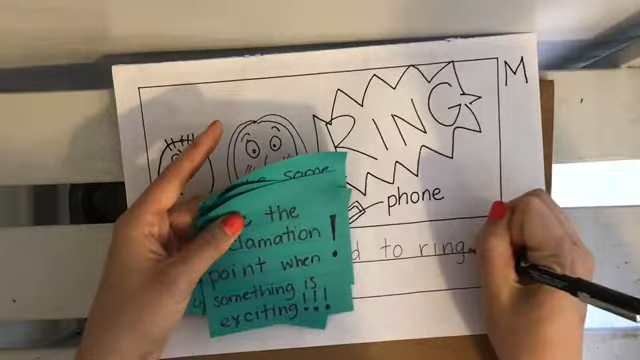 M
RING
some
phone
the
clamation !
point when
something is
exciting!!!
d to ring.